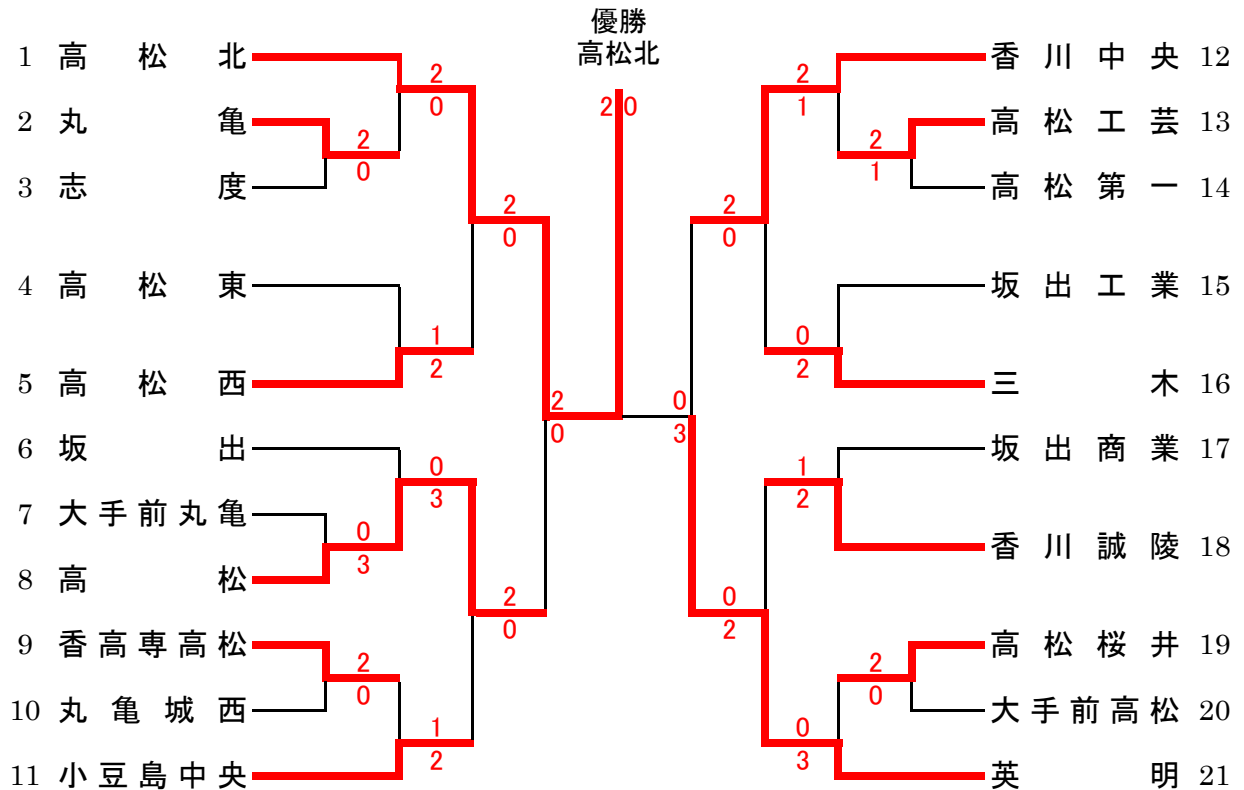 優勝
高松北
2 0
1 高松北
2 丸亀
3 志度
4 高松東
5 高松西
6 坂出
7 大手前丸亀
8 高松
9 香高専高松
10 丸亀城西
11 小豆島中央
2
0
2
0
2
0
1
2
0
3
0
3
2
0
2
0
1
2
2
0
香川中央 12
高松工芸 13
高松第一 14
坂出工業 15
三木 16
坂出商業 17
香川誠陵 18
高松桜井 19
大手前高松 20
英明 21
2
1
2
1
2
0
0
2
0
3
1
2
0
2
2
0
0
3